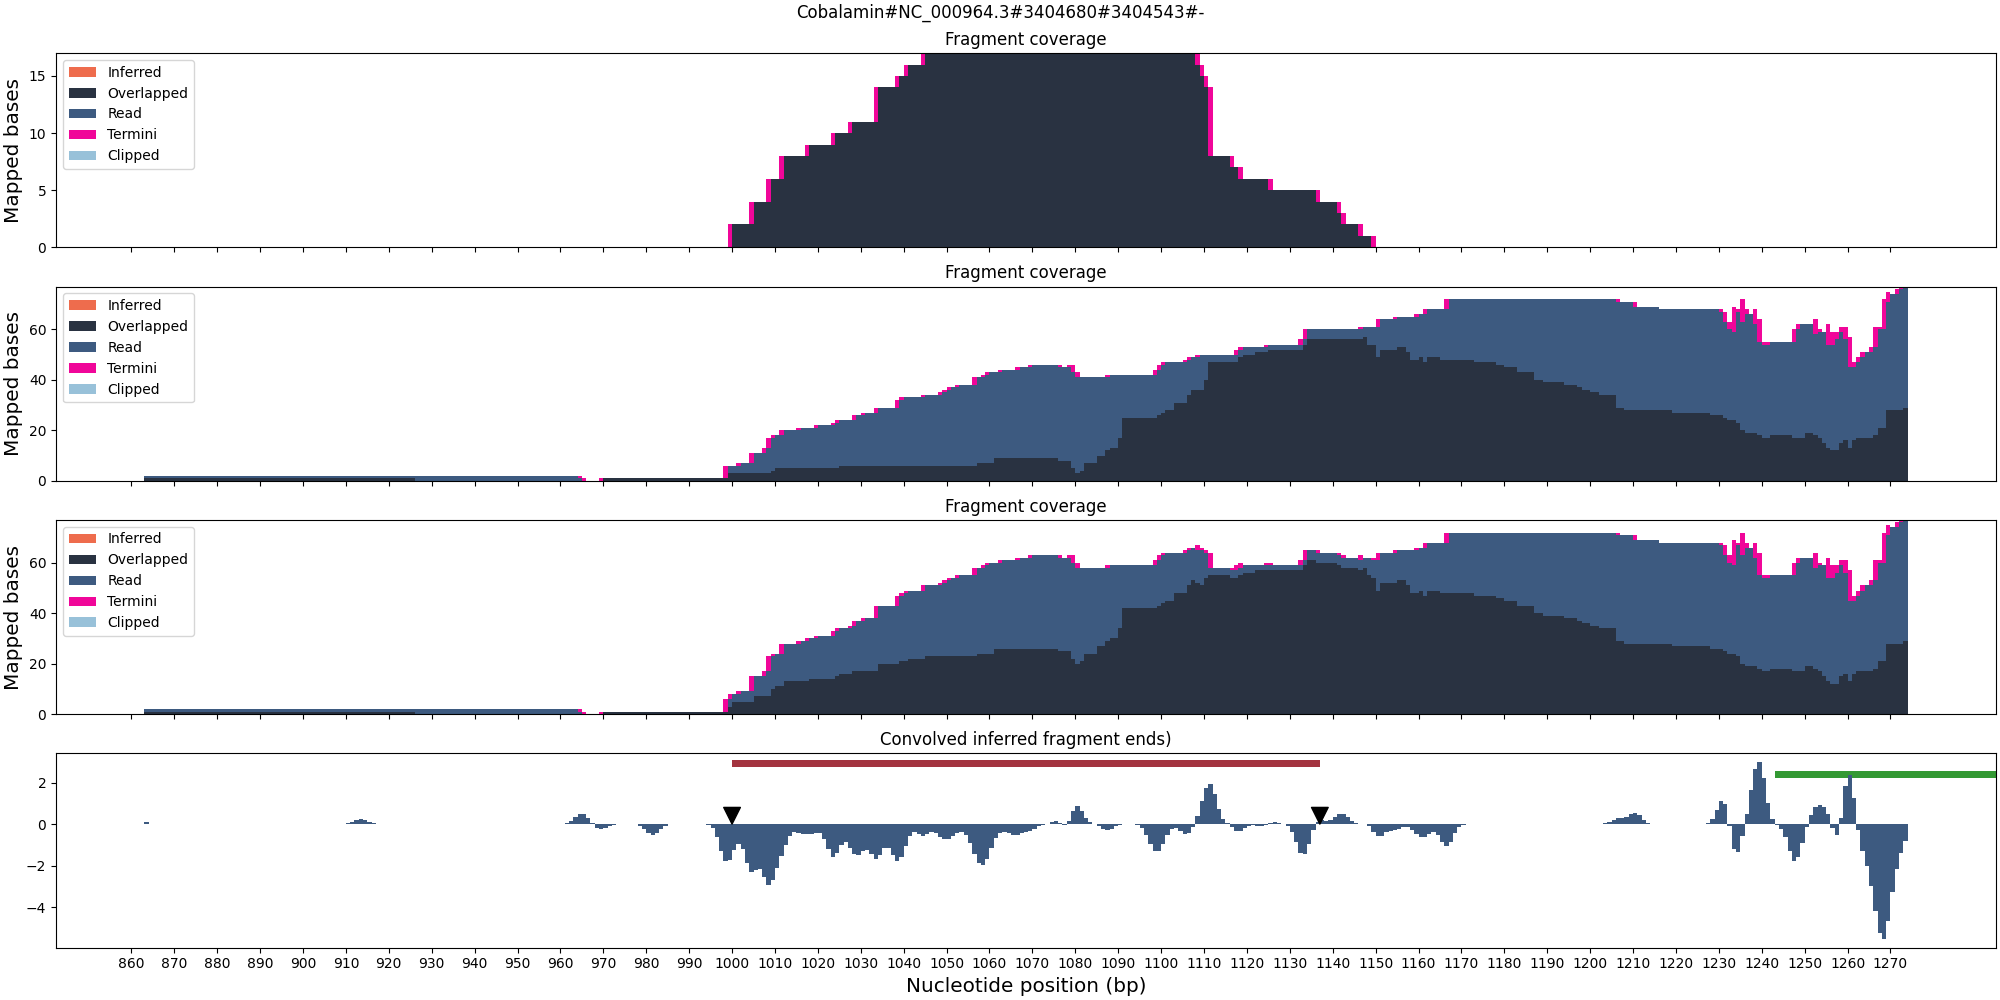 Cobalamin#NC_000964.3#3404680#3404543#-
Fragment coverage
Mapped bases
15
10
5
0
Inferred
Overlapped
Read
Termini
Clipped
Fragment coverage
Mapped bases
60
40
20
0
Inferred
Overlapped
Read
Termini
Clipped
Fragment coverage
Mapped bases
60
40
20
0
Inferred
Overlapped
Read
Termini
Clipped
Convolved inferred fragment ends)
2
0
−2
−4
860 870 880 890 900 910 920 930 940 950 960 970 980 990 1000 1010 1020 1030 1040 1050 1060 1070 1080 1090 1100 1110 1120 1130 1140 1150 1160 1170 1180 1190 1200 1210 1220 1230 1240 1250 1260 1270
Nucleotide position (bp)